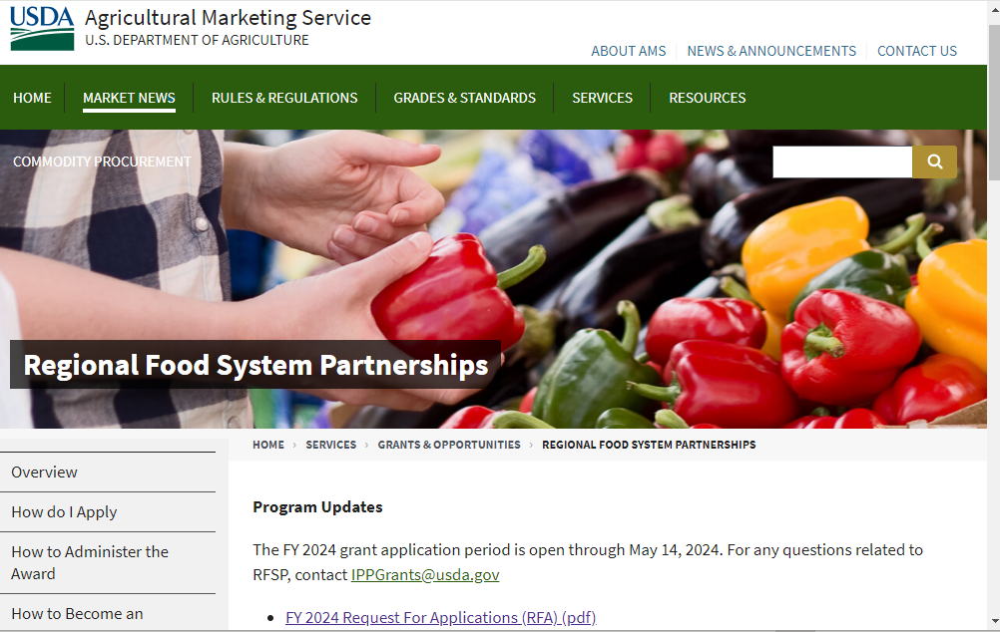 USDA
Agricultural Marketing Service
U.S. DEPARTMENT OF AGRICULTURE
ABOUT AMS
NEWS & ANNOUNCEMENTS
CONTACT US
HOME
MARKET NEWS
RULES & REGULATIONS
GRADES & STANDARDS
SERVICES
RESOURCES
COMMODITY PROCUREMENT
Regional Food System Partnerships
HOME › SERVICES › GRANTS & OPPORTUNITIES › REGIONAL FOOD SYSTEM PARTNERSHIPS
Overview
How do I Apply
How to Administer the
Award
How to Become an
Program Updates
The FY 2024 grant application period is open through May 14, 2024. For any questions related to
RFSP, contact IPPGrants@usda.gov
• FY 2024 Request For Applications (RFA) (pdf)